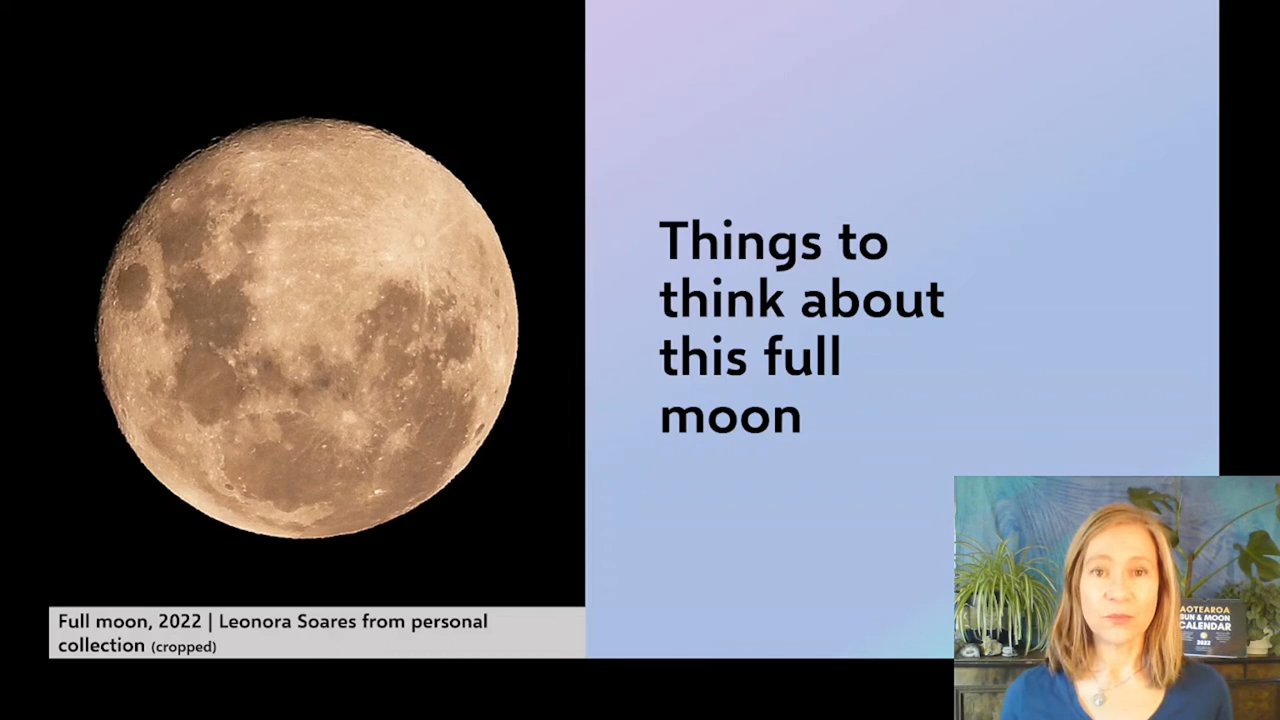 Things to
think about
this full
moon
Full moon, 2022 | Leonora Soares from personal
collection (cropped)
AOTEAROA
SUN & MOON
CALENDAR